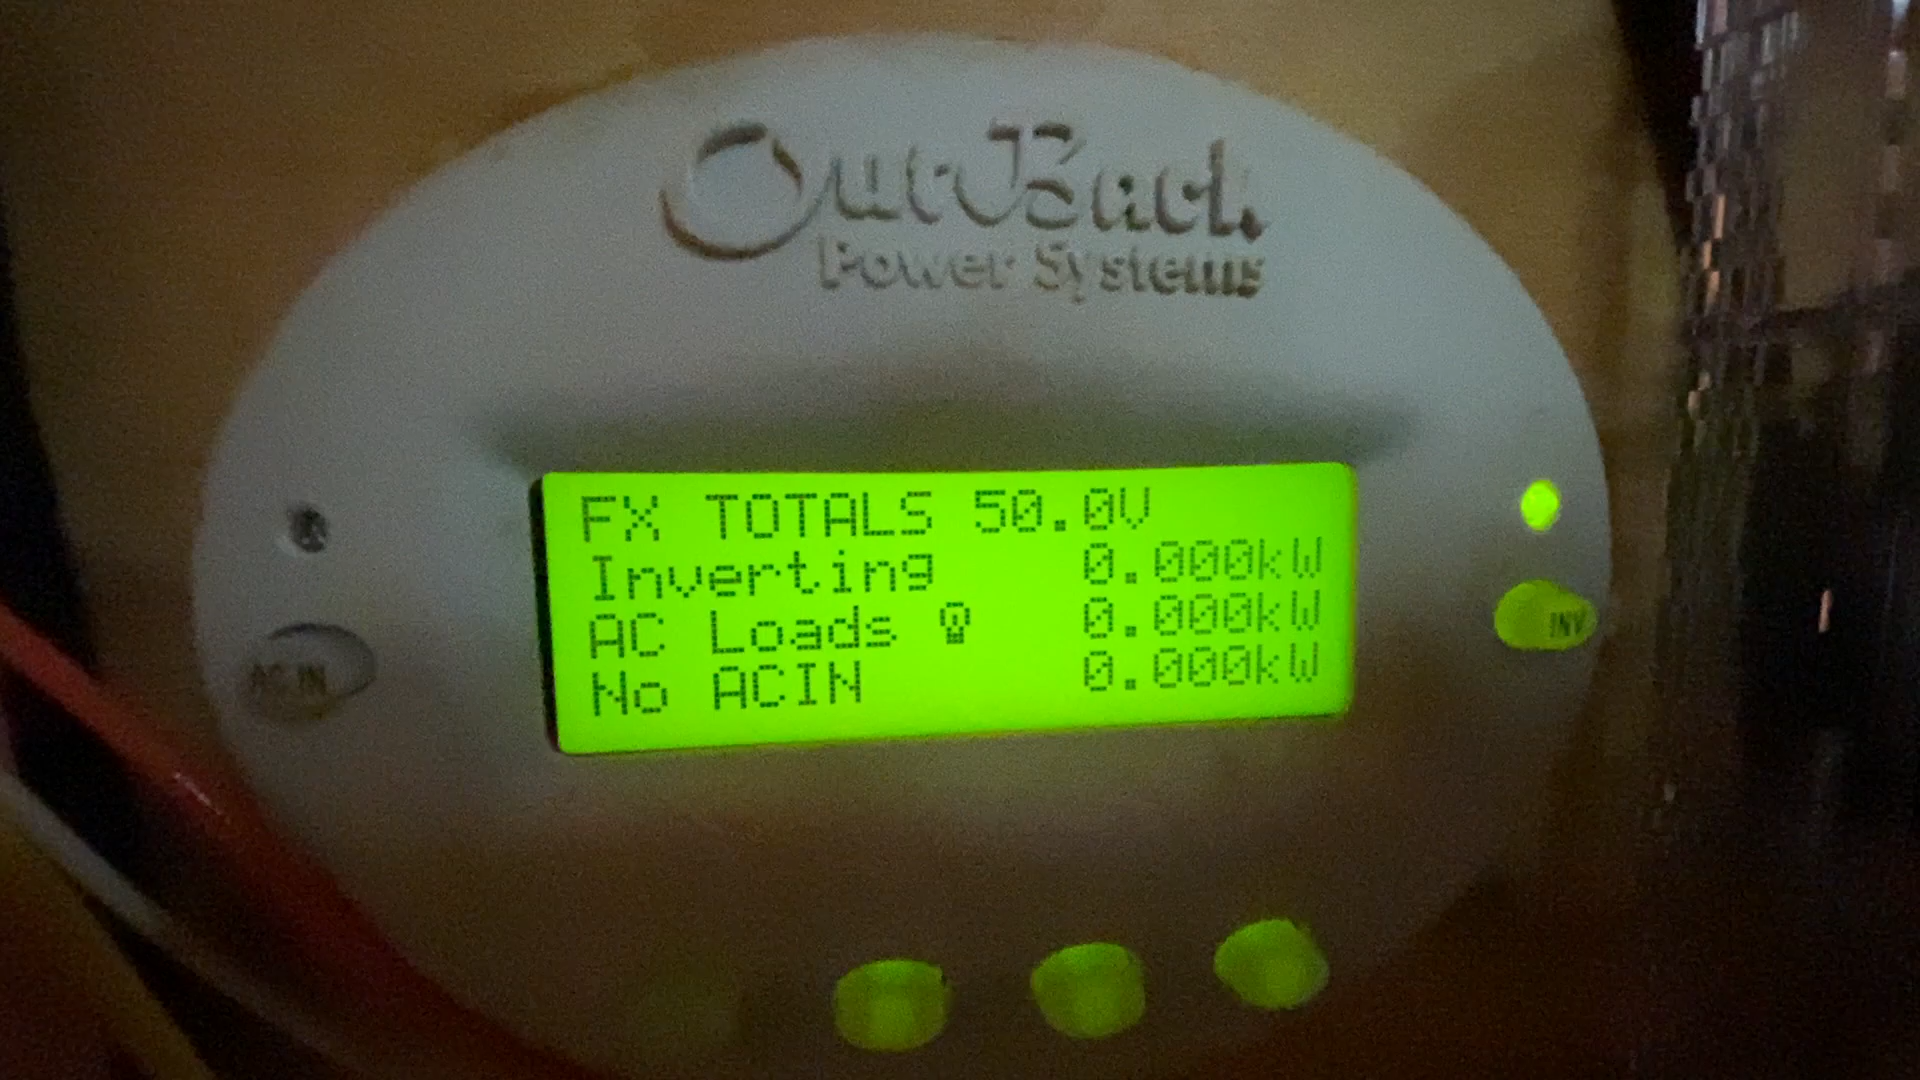 OutBack
Power Systems
FX TOTALS 50.0V
Inverting 0.000kW
AC Loads 0.000kW
No ACIN 0.000kW
AC IN
INV